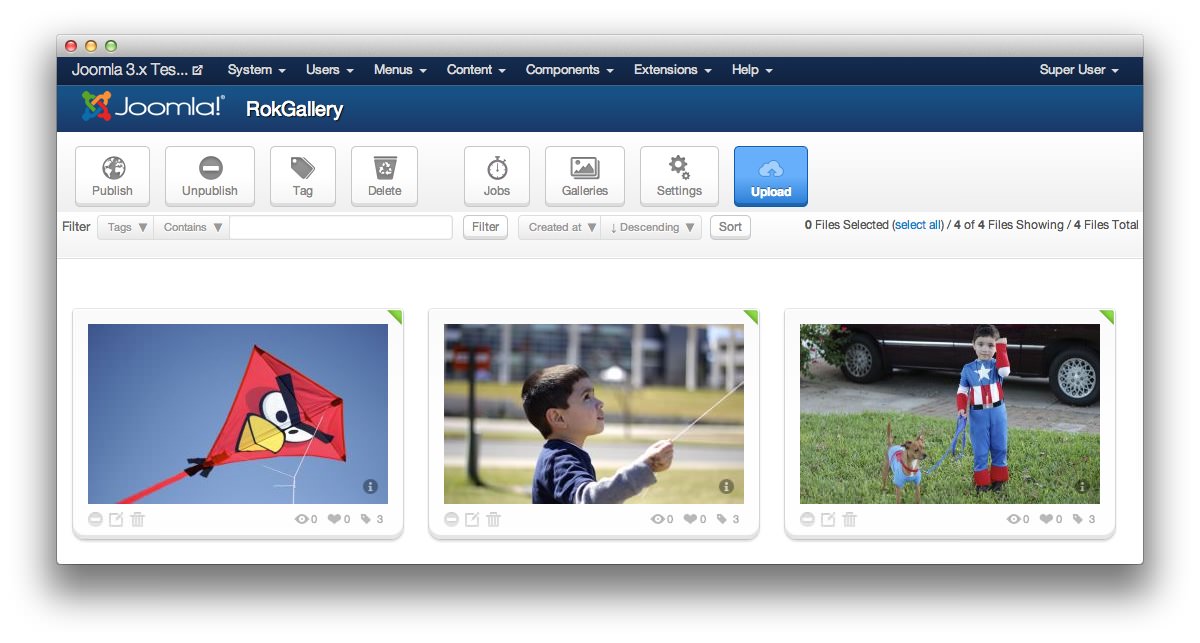 Joomla 3.x Tes... System Users Menus Content Components Extensions Help Super User
Joomla!® RokGallery
Publish Unpublish Tag Delete Jobs Galleries Settings Upload
Filter Tags ▼ Contains ▼ Filter Created at ▼ ↓ Descending ▼ Sort 0 Files Selected (select all) / 4 of 4 Files Showing / 4 Files Total
0 0 3 0 0 3 0 0 3